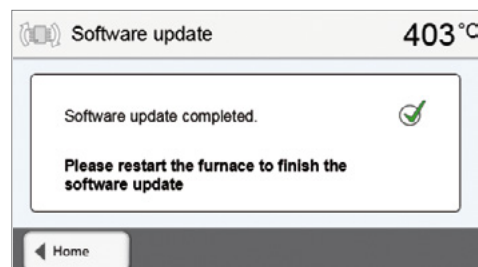 Software update 403°C
Software update completed.
Please restart the furnace to finish the
software update
Home